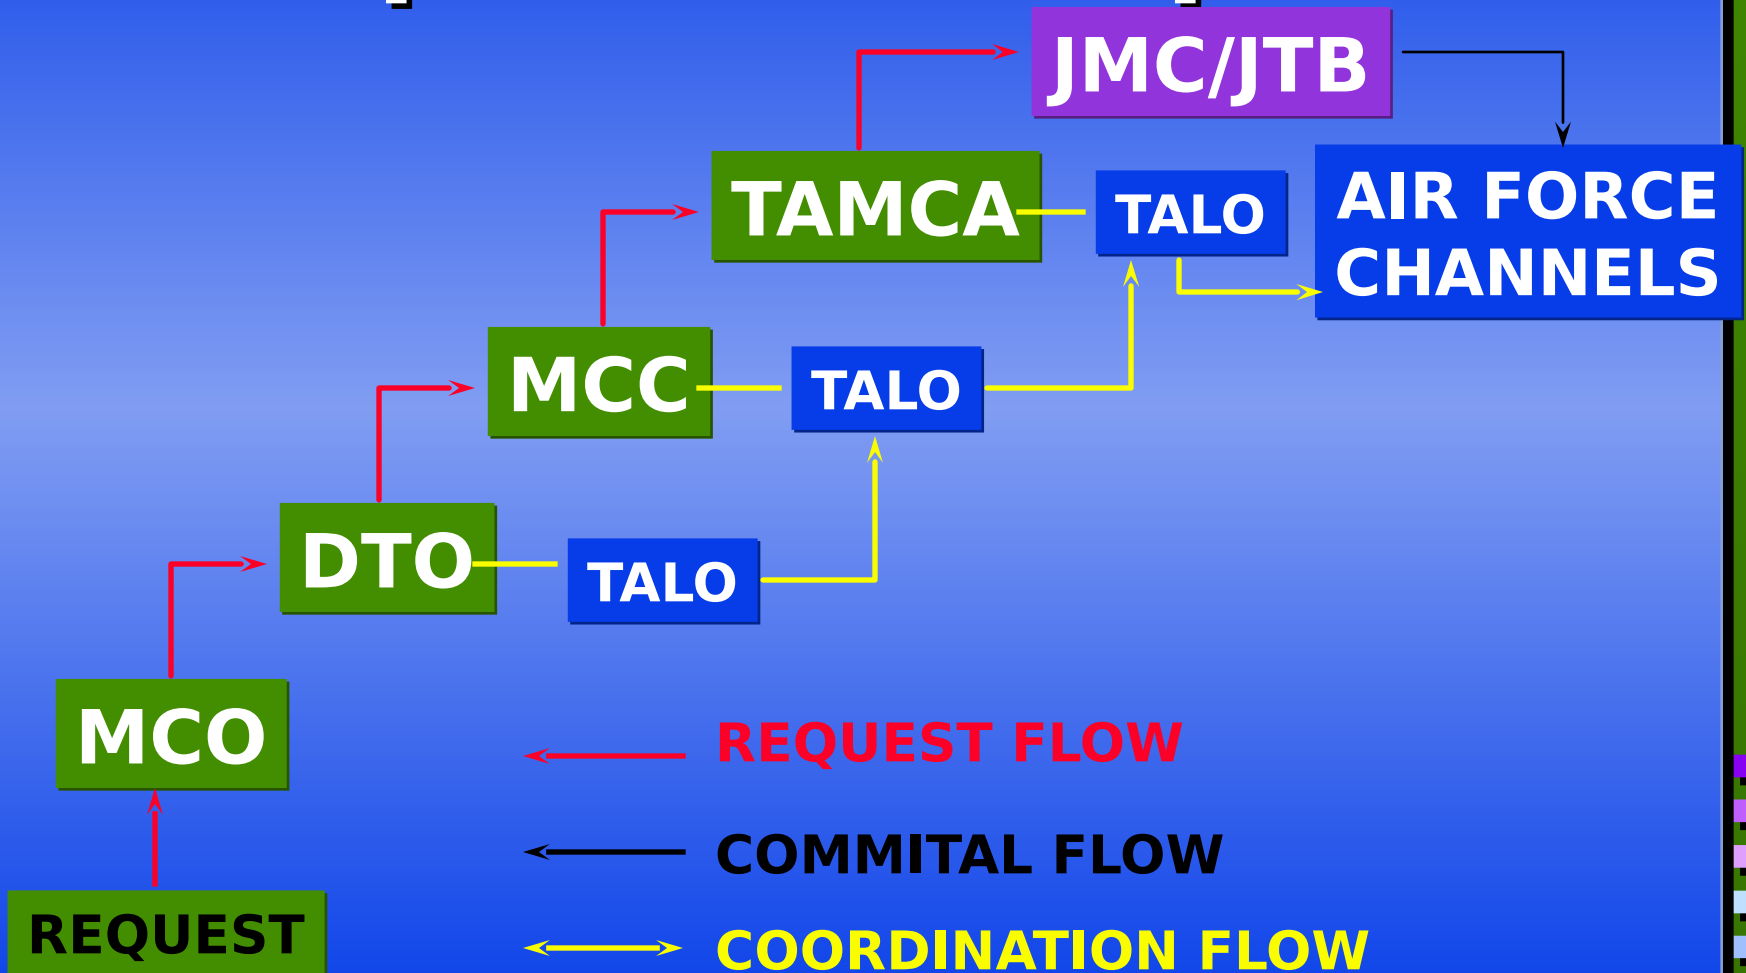 JMC/JTB
TAMCA
TALO
AIR FORCE
CHANNELS
MCC
TALO
DTO
TALO
MCO
REQUEST FLOW
COMMITAL FLOW
REQUEST
COORDINATION FLOW